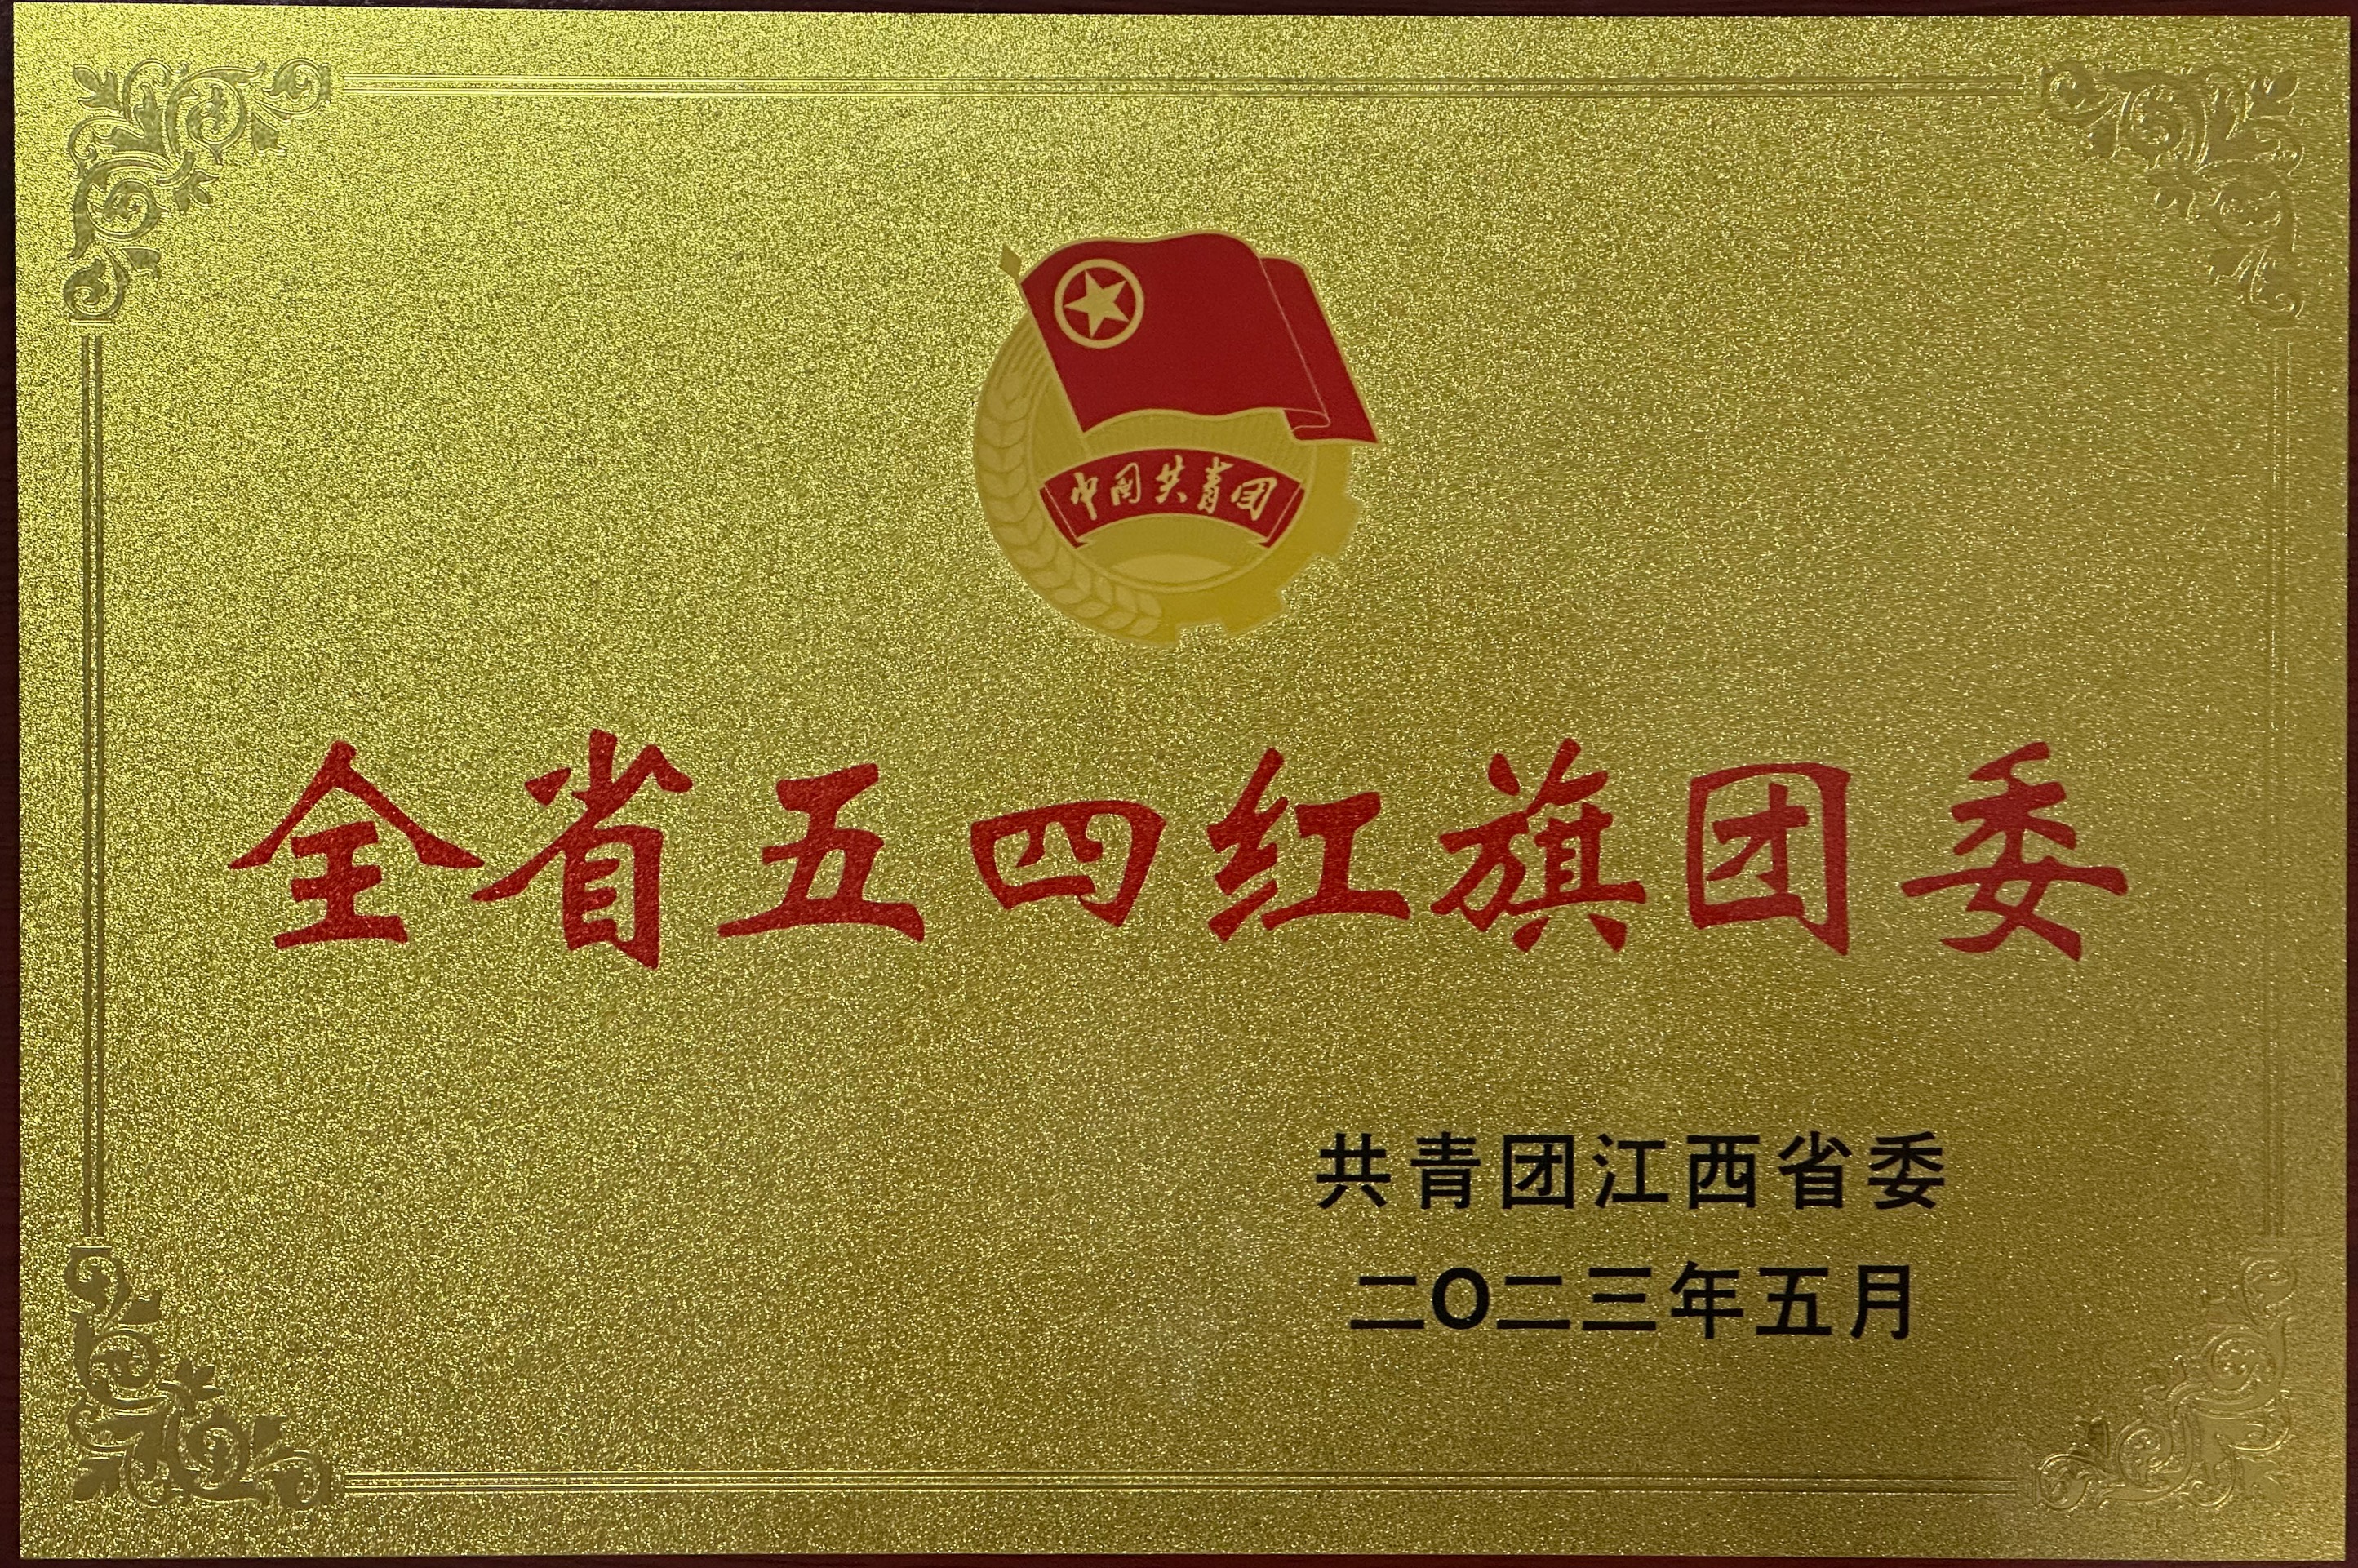 中国共青团
全省五四红旗团委
共青团江西省委
二〇二三年五月